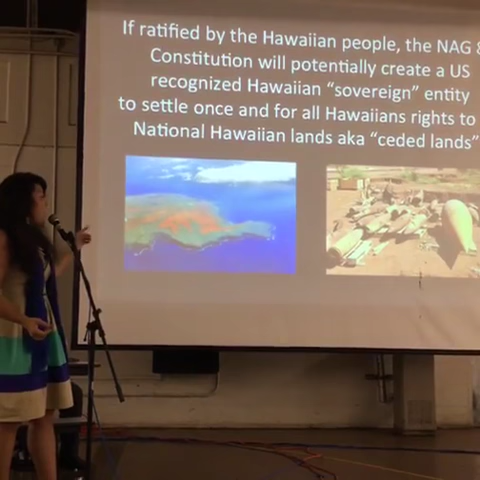 If ratified by the Hawaiian people, the NAG &
Constitution will potentially create a US
recognized Hawaiian “sovereign” entity
to settle once and for all Hawaiians rights to
National Hawaiian lands aka “ceded lands”